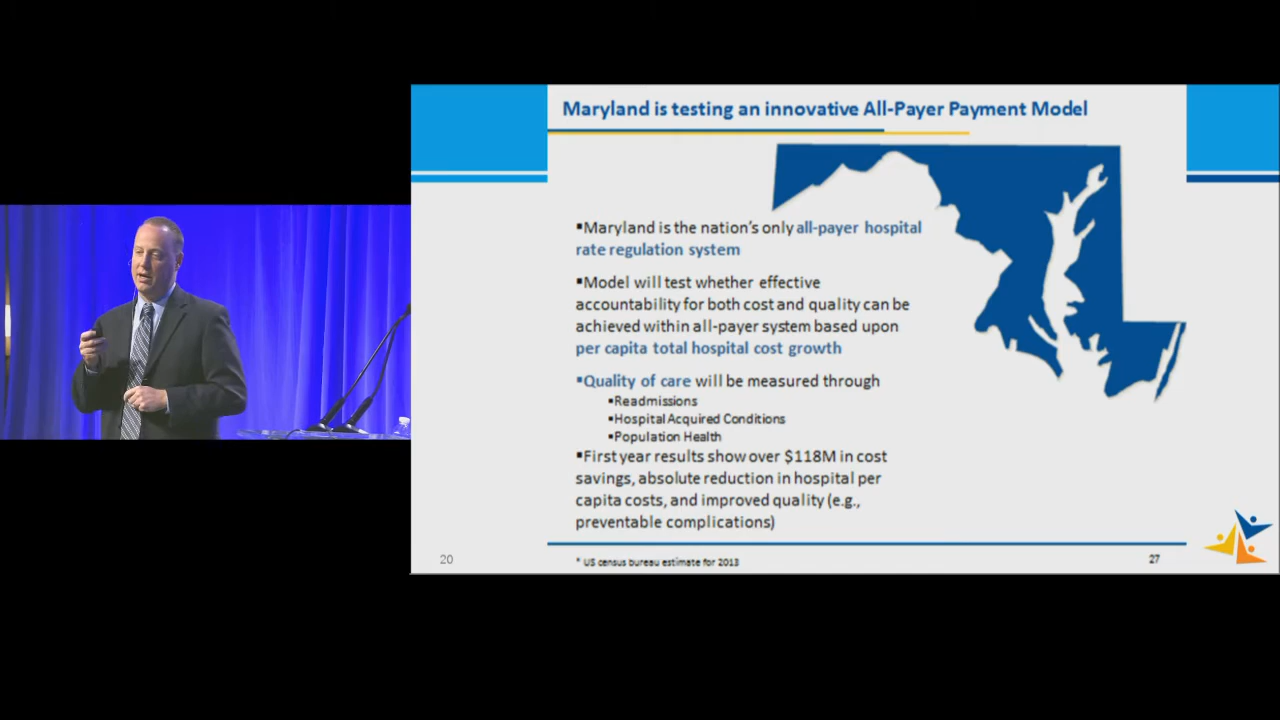 Maryland is testing an innovative All-Payer Payment Model
▪Maryland is the nation's only all-payer hospital
rate regulation system
▪Model will test whether effective
accountability for both cost and quality can be
achieved within all-payer system based upon
per capita total hospital cost growth
▪Quality of care will be measured through
▪Readmissions
▪Hospital Acquired Conditions
▪Population Health
▪First year results show over $118M in cost
savings, absolute reduction in hospital per
capita costs, and improved quality (e.g.,
preventable complications)
20
* US census bureau estimate for 2013
27